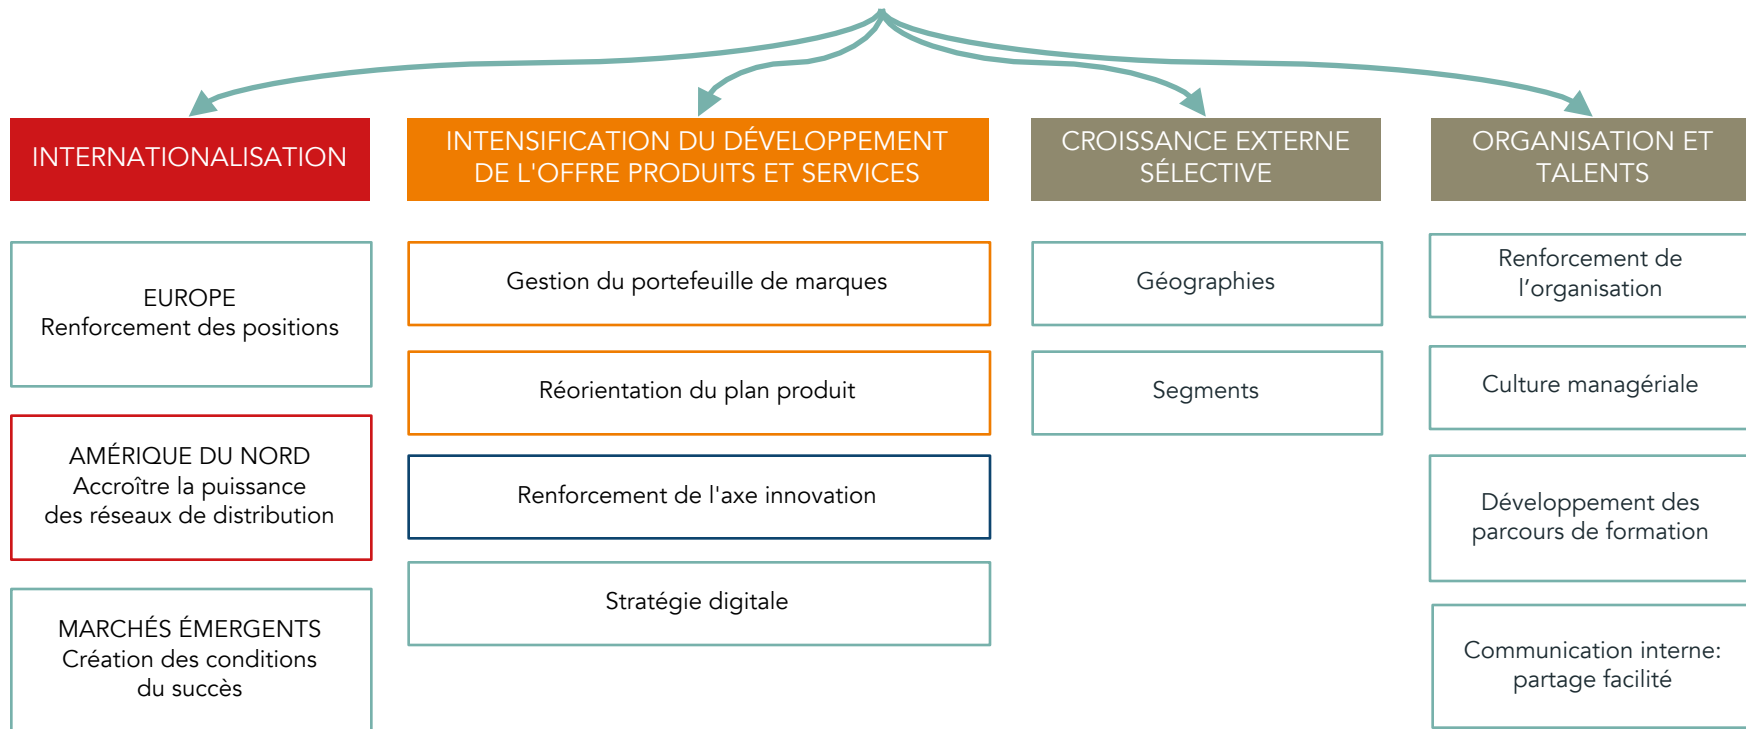 INTERNATIONALISATION
INTENSIFICATION DU DÉVELOPPEMENT
DE L'OFFRE PRODUITS ET SERVICES
CROISSANCE EXTERNE
SÉLECTIVE
ORGANISATION ET
TALENTS
EUROPE
Renforcement des positions
AMÉRIQUE DU NORD
Accroître la puissance
des réseaux de distribution
MARCHÉS ÉMERGENTS
Création des conditions
du succès
Gestion du portefeuille de marques
Réorientation du plan produit
Renforcement de l'axe innovation
Stratégie digitale
Géographies
Segments
Renforcement de
l’organisation
Culture managériale
Développement des
parcours de formation
Communication interne:
partage facilité